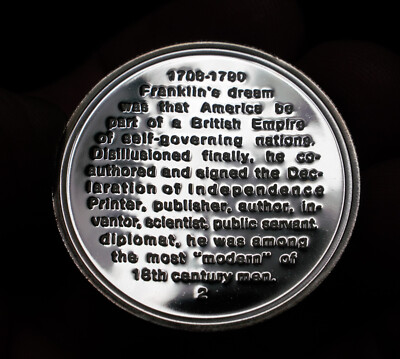 1706-1790
Franklin's dream
was that America be
part of a British Empire
of self-governing nations.
Disillusioned finally, he co-
authored and signed the Dec-
laration of Independence
Printer, publisher, author, in-
ventor, scientist, public servant,
diplomat, he was among
the most "modern" of
18th century men.
2